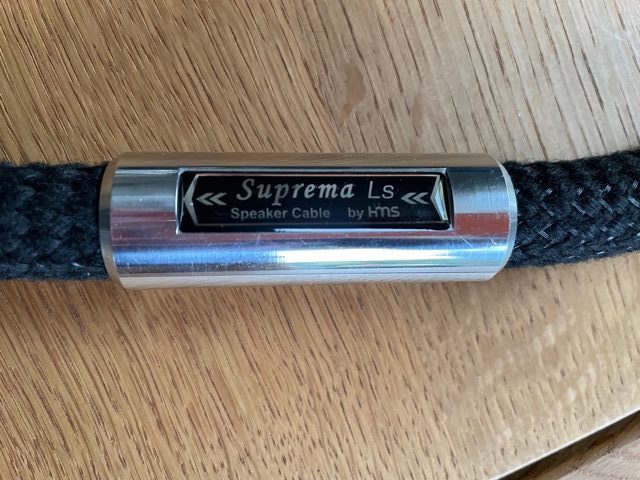 Suprema Ls
Speaker Cable by hms